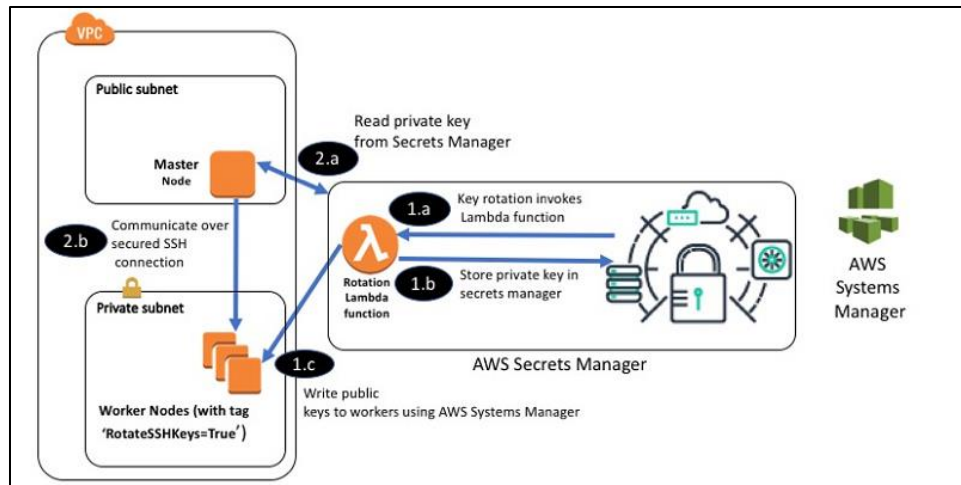 VPC
Public subnet
Master
Node
2.a
Read private key
from Secrets Manager
2.b
Communicate over
secured SSH
connection
Private subnet
Worker Nodes (with tag
‘RotateSSHKeys=True’)
1.a
Key rotation invokes
Lambda function
λ
Rotation
Lambda
function
1.b
Store private key in
secrets manager
1.c
Write public
keys to workers using AWS Systems Manager
AWS Secrets Manager
AWS
Systems
Manager